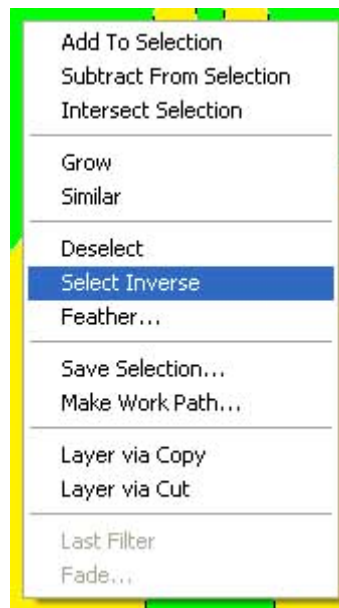 Add To Selection
Subtract From Selection
Intersect Selection
Grow
Similar
Deselect
Select Inverse
Feather...
Save Selection...
Make Work Path...
Layer via Copy
Layer via Cut
Last Filter
Fade...